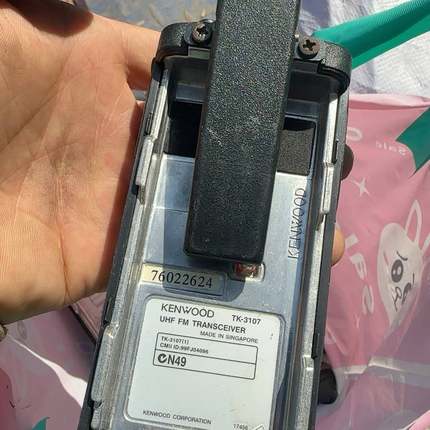 KENWOOD
76022624
KENWOOD TK-3107
UHF FM TRANSCEIVER
MADE IN SINGAPORE
TK-3107(1)
CMII ID:99FJ04096
N49
KENWOOD CORPORATION